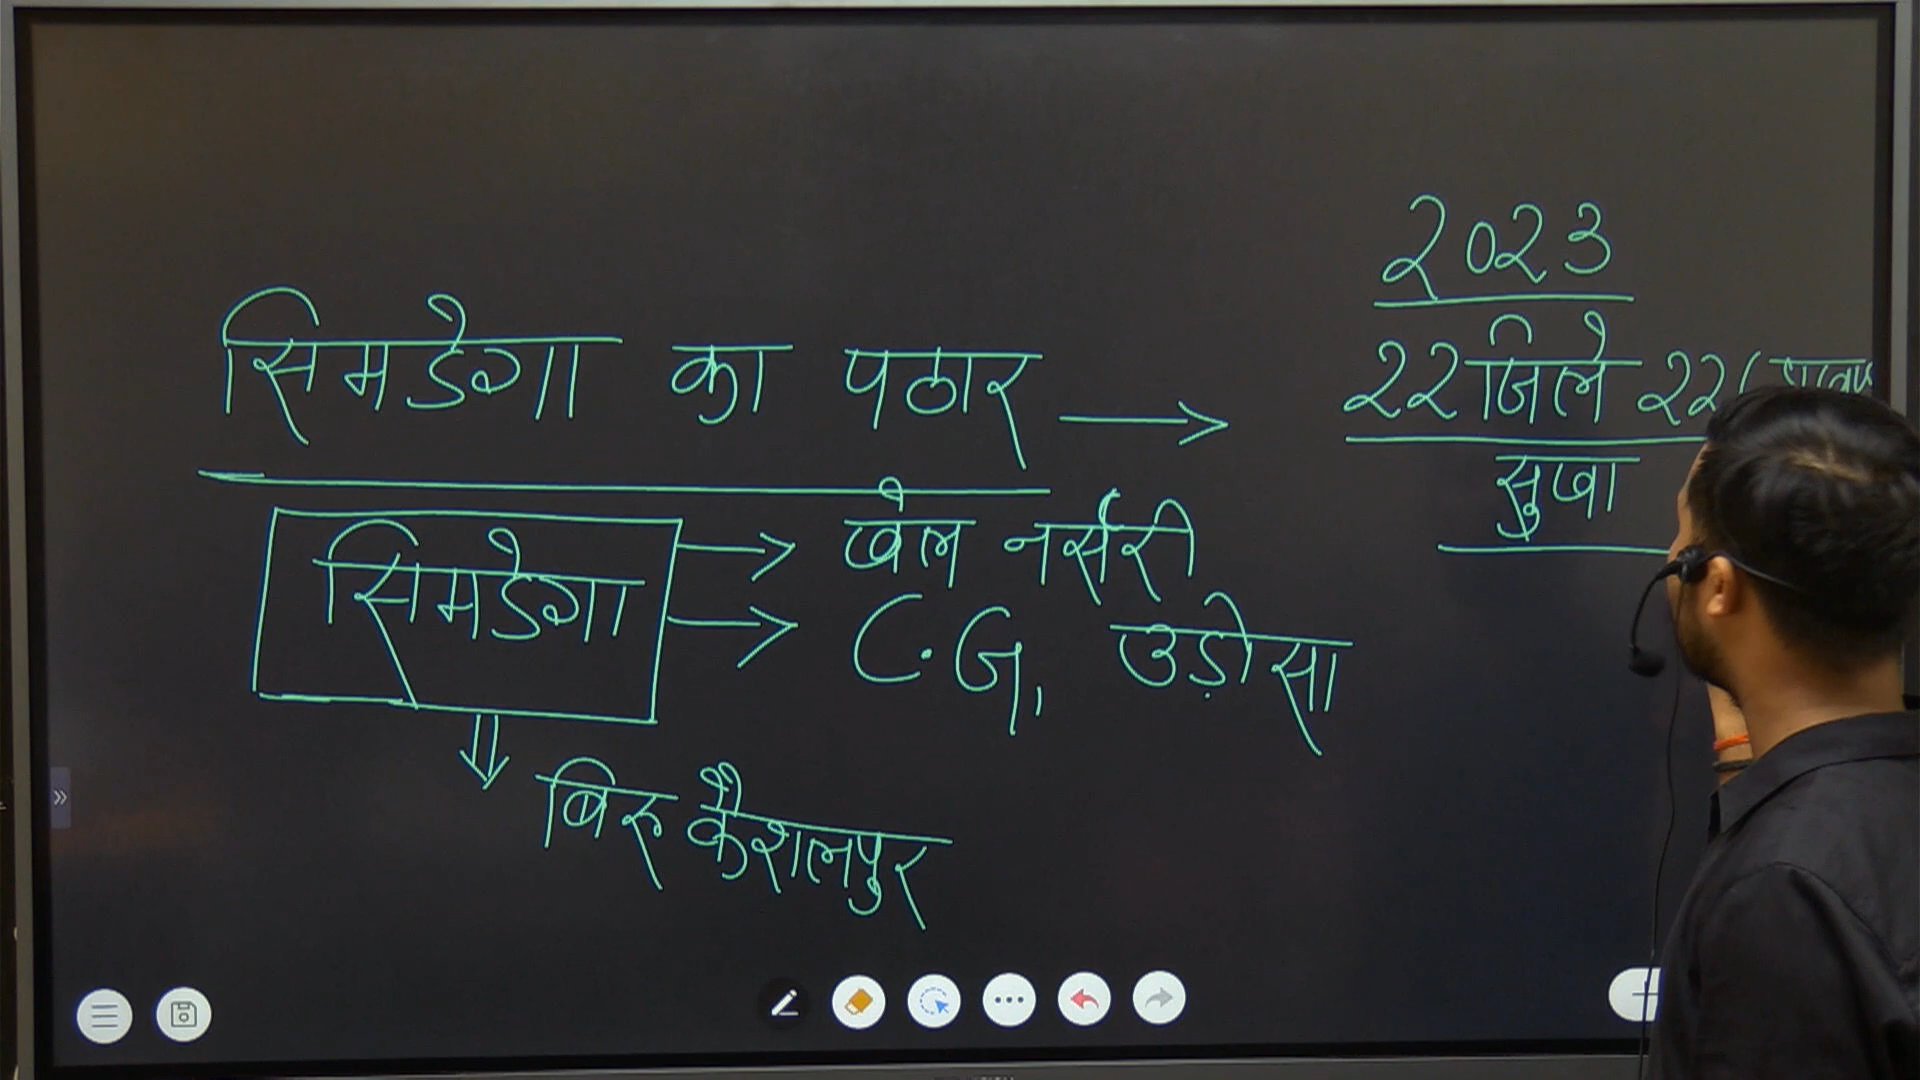 2023
सिमडेगा का पठार →
22 जिले 22(
सुखा
सिमडेगा → खेल नर्सरी
→ C.G, उड़ोसा
⇓ बिरु कैशलपुर